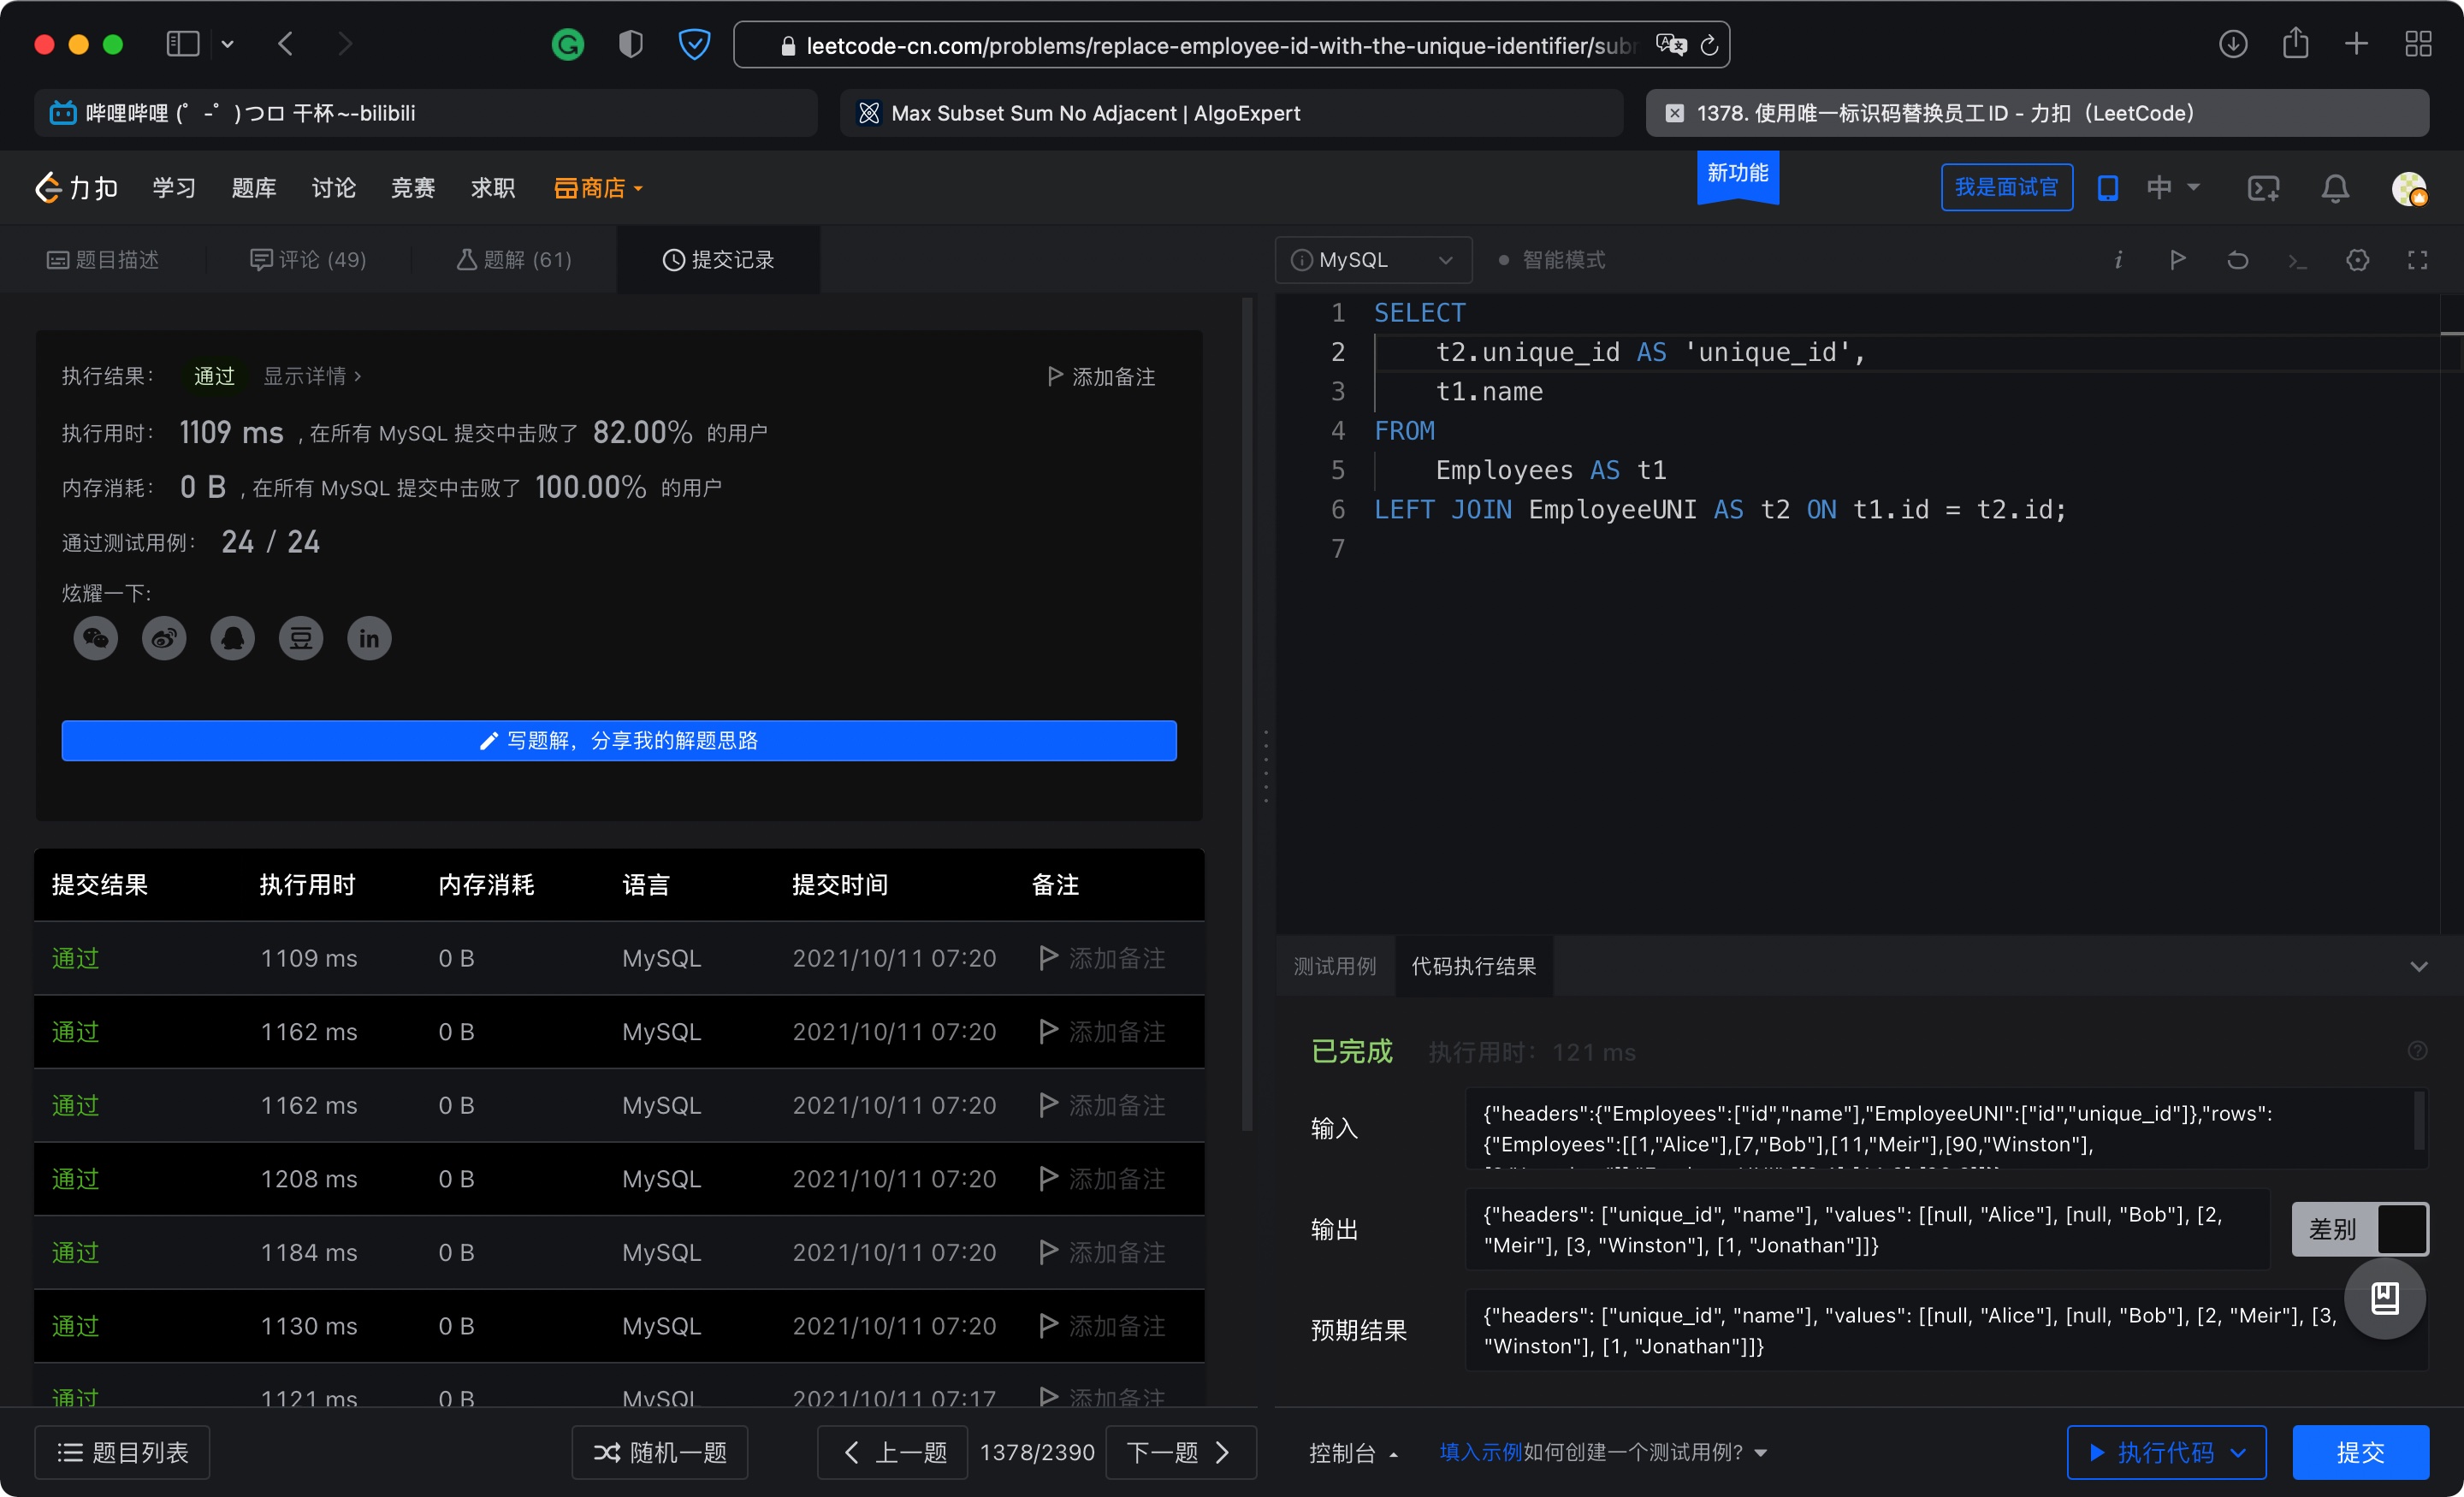 leetcode-cn.com/problems/replace-employee-id-with-the-unique-identifier/subr
哔哩哔哩 (゜-゜)つロ 干杯~-bilibili
Max Subset Sum No Adjacent | AlgoExpert
1378. 使用唯一标识码替换员工ID - 力扣（LeetCode）
力扣 学习 题库 讨论 竞赛 求职 商店
新功能
我是面试官
中
题目描述
评论 (49)
题解 (61)
提交记录
MySQL
智能模式
执行结果： 通过 显示详情 >
添加备注
执行用时： 1109 ms , 在所有 MySQL 提交中击败了 82.00% 的用户
内存消耗： 0 B , 在所有 MySQL 提交中击败了 100.00% 的用户
通过测试用例： 24 / 24
炫耀一下:
豆 in
写题解，分享我的解题思路
提交结果 执行用时 内存消耗 语言 提交时间 备注
通过 1109 ms 0 B MySQL 2021/10/11 07:20 添加备注
通过 1162 ms 0 B MySQL 2021/10/11 07:20 添加备注
通过 1162 ms 0 B MySQL 2021/10/11 07:20 添加备注
通过 1208 ms 0 B MySQL 2021/10/11 07:20 添加备注
通过 1184 ms 0 B MySQL 2021/10/11 07:20 添加备注
通过 1130 ms 0 B MySQL 2021/10/11 07:20 添加备注
通过 1121 ms 0 B MySQL 2021/10/11 07:17 添加备注
题目列表
随机一题
上一题
1378/2390
下一题
1 SELECT
2 t2.unique_id AS 'unique_id',
3 t1.name
4 FROM
5 Employees AS t1
6 LEFT JOIN EmployeeUNI AS t2 ON t1.id = t2.id;
7
测试用例
代码执行结果
已完成 执行用时：121 ms
输入
{"headers":{"Employees":["id","name"],"EmployeeUNI":["id","unique_id"]},"rows":
{"Employees":[[1,"Alice"],[7,"Bob"],[11,"Meir"],[90,"Winston"],
输出
{"headers": ["unique_id", "name"], "values": [[null, "Alice"], [null, "Bob"], [2,
"Meir"], [3, "Winston"], [1, "Jonathan"]]}
差别
预期结果
{"headers": ["unique_id", "name"], "values": [[null, "Alice"], [null, "Bob"], [2, "Meir"], [3,
"Winston"], [1, "Jonathan"]]}
控制台
填入示例如何创建一个测试用例?
执行代码
提交